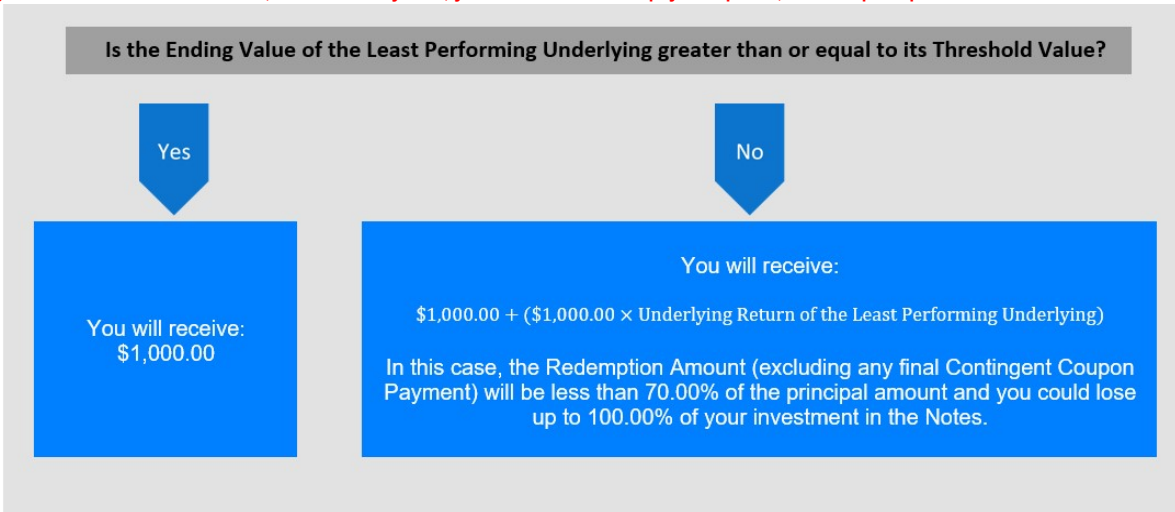 Is the Ending Value of the Least Performing Underlying greater than or equal to its Threshold Value?
Yes
No
You will receive:
$1,000.00
You will receive:
$1,000.00 + ($1,000.00 × Underlying Return of the Least Performing Underlying)
In this case, the Redemption Amount (excluding any final Contingent Coupon
Payment) will be less than 70.00% of the principal amount and you could lose
up to 100.00% of your investment in the Notes.